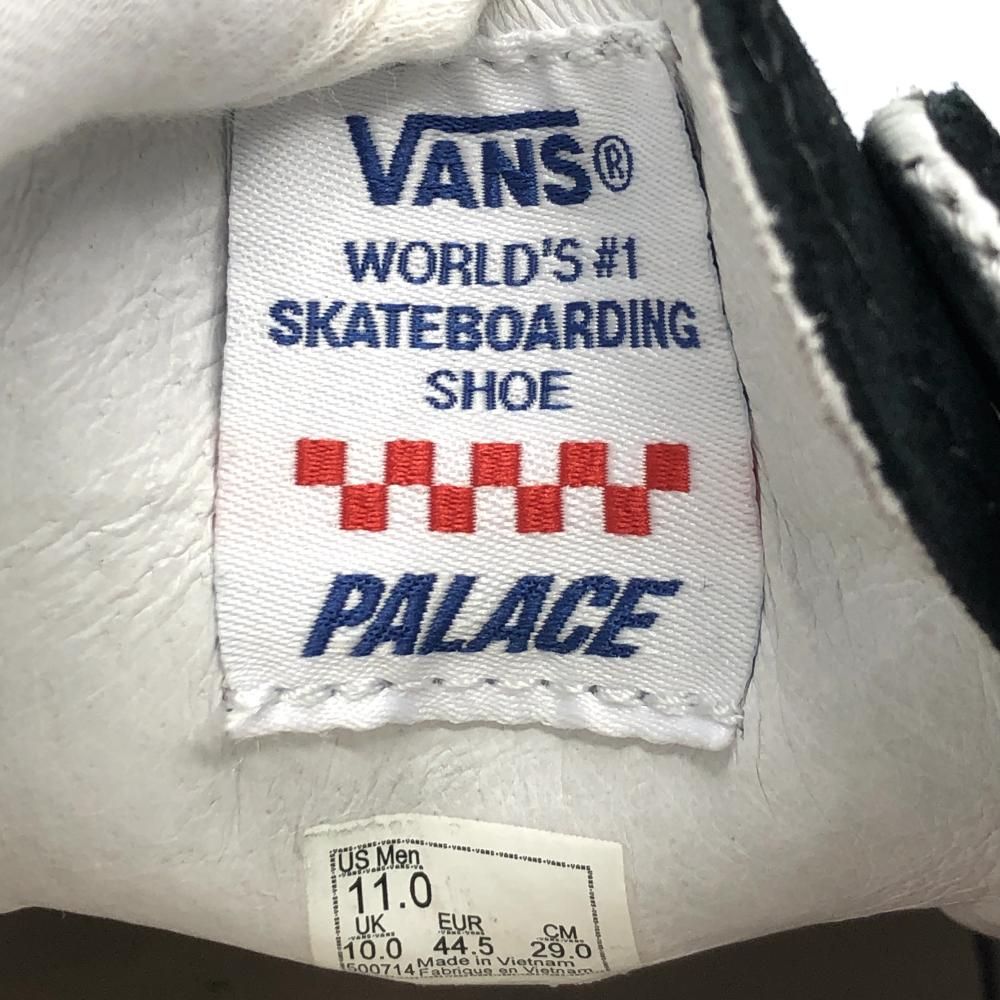 VANS®
WORLD'S #1
SKATEBOARDING
SHOE
PALACE
US Men
11.0
UK EUR CM
10.0 44.5 29.0
500714 Made in Vietnam
Fabrique en Vietnam